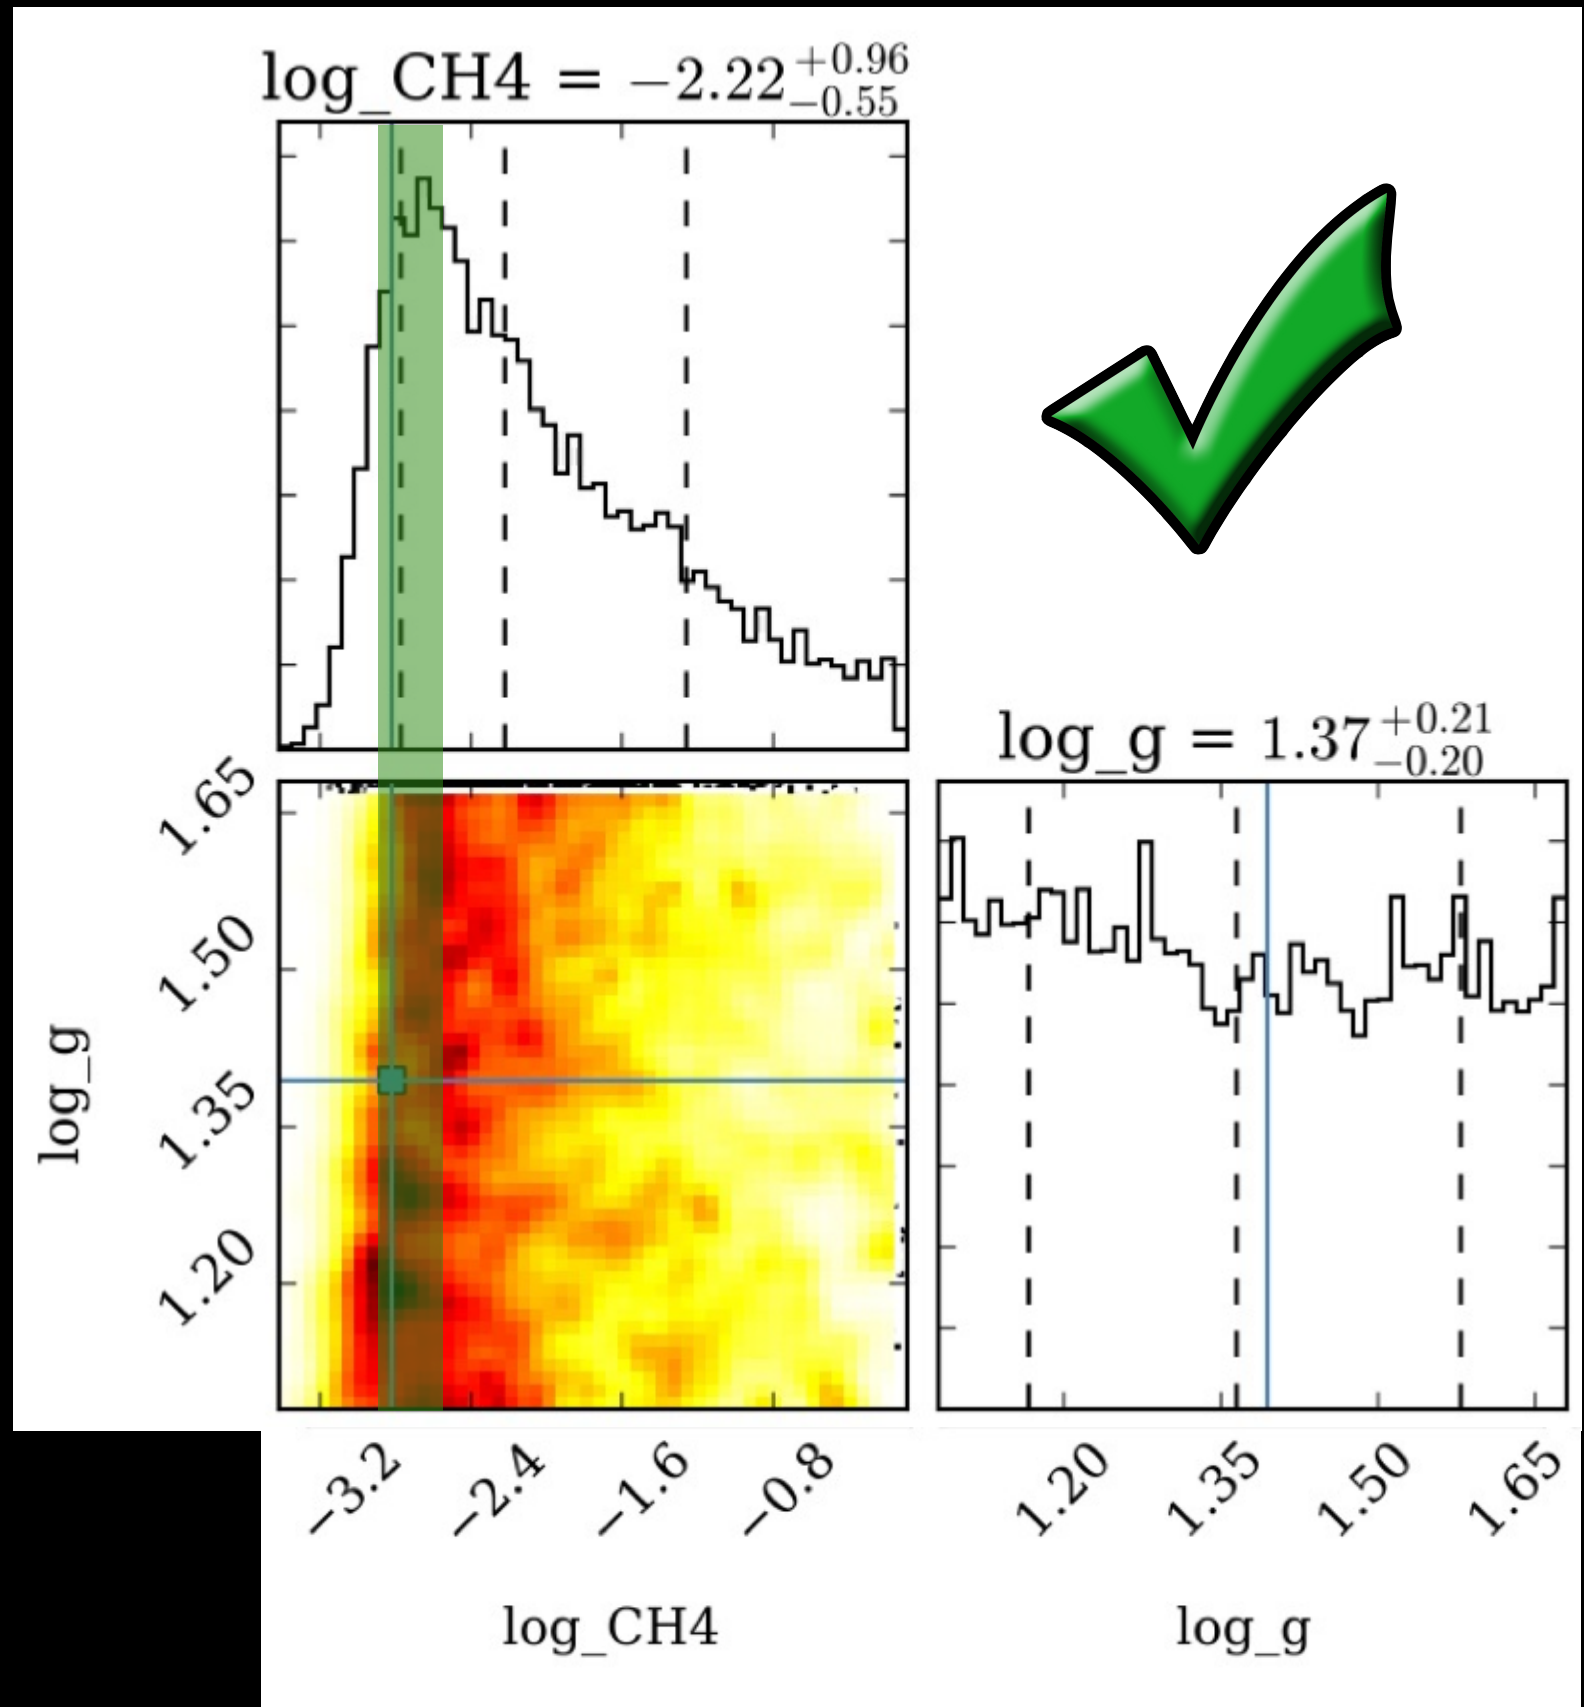 log_CH4 = −2.22 +0.96 −0.55
log_g = 1.37 +0.21 −0.20
1.65
1.50
1.35
1.20
log_g
−3.2 −2.4 −1.6 −0.8
1.20 1.35 1.50 1.65
log_CH4
log_g